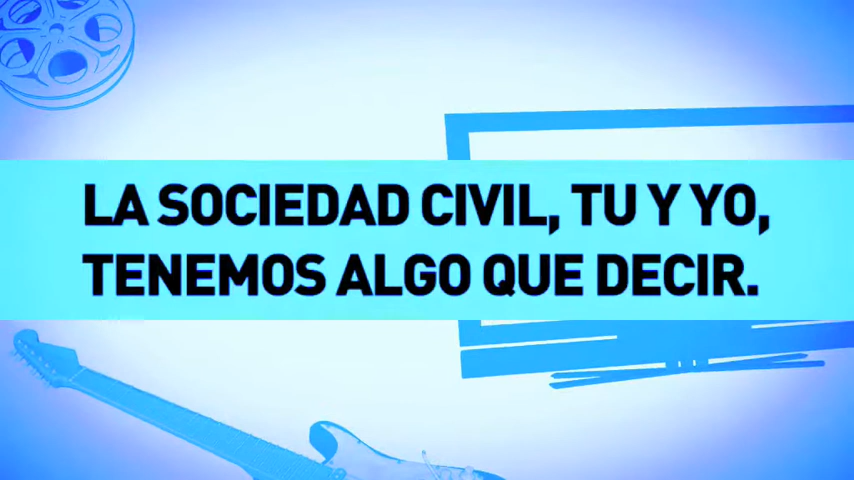 LA SOCIEDAD CIVIL, TU Y YO,
TENEMOS ALGO QUE DECIR.